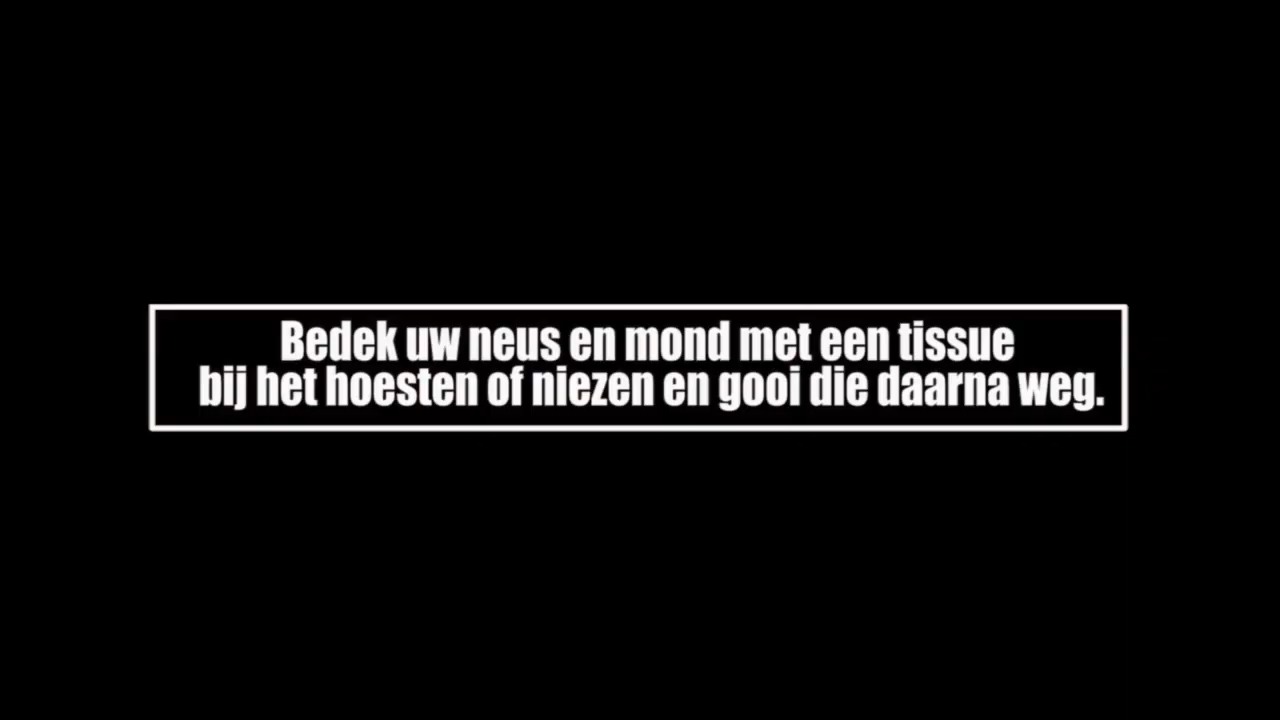 Bedek uw neus en mond met een tissue
bij het hoesten of niezen en gooi die daarna weg.